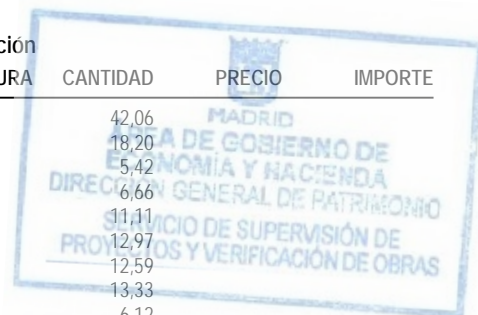 ción
URA CANTIDAD PRECIO IMPORTE
42,06
18,20
5,42
6,66
11,11
12,97
12,59
13,33
6,12
MADRID
ÁREA DE GOBIERNO DE
ECONOMÍA Y HACIENDA
DIRECCIÓN GENERAL DE PATRIMONIO
SERVICIO DE SUPERVISIÓN DE
PROYECTOS Y VERIFICACIÓN DE OBRAS